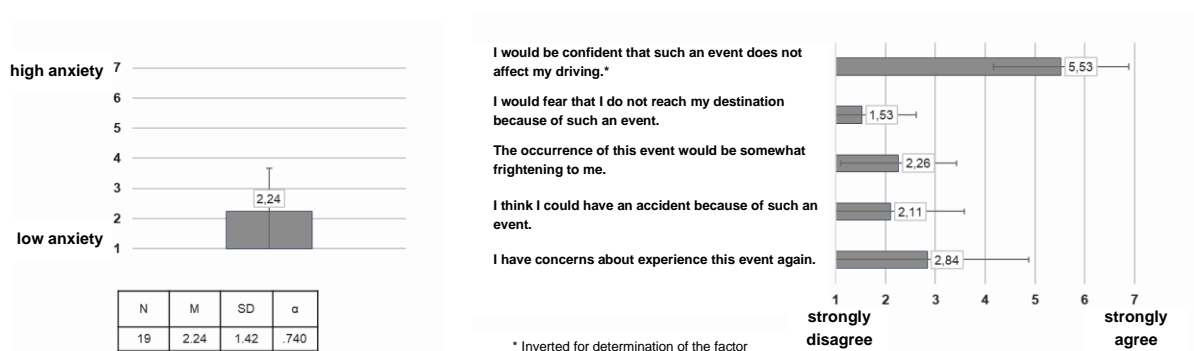 high anxiety 7
6
5
4
3
2,24
2
low anxiety 1
N M SD α
19 2.24 1.42 .740
I would be confident that such an event does not
affect my driving.*
5,53
I would fear that I do not reach my destination
because of such an event.
1,53
The occurrence of this event would be somewhat
frightening to me.
2,26
I think I could have an accident because of such an
event.
2,11
I have concerns about experience this event again.
2,84
1 2 3 4 5 6 7
strongly
disagree
strongly
agree
* Inverted for determination of the factor